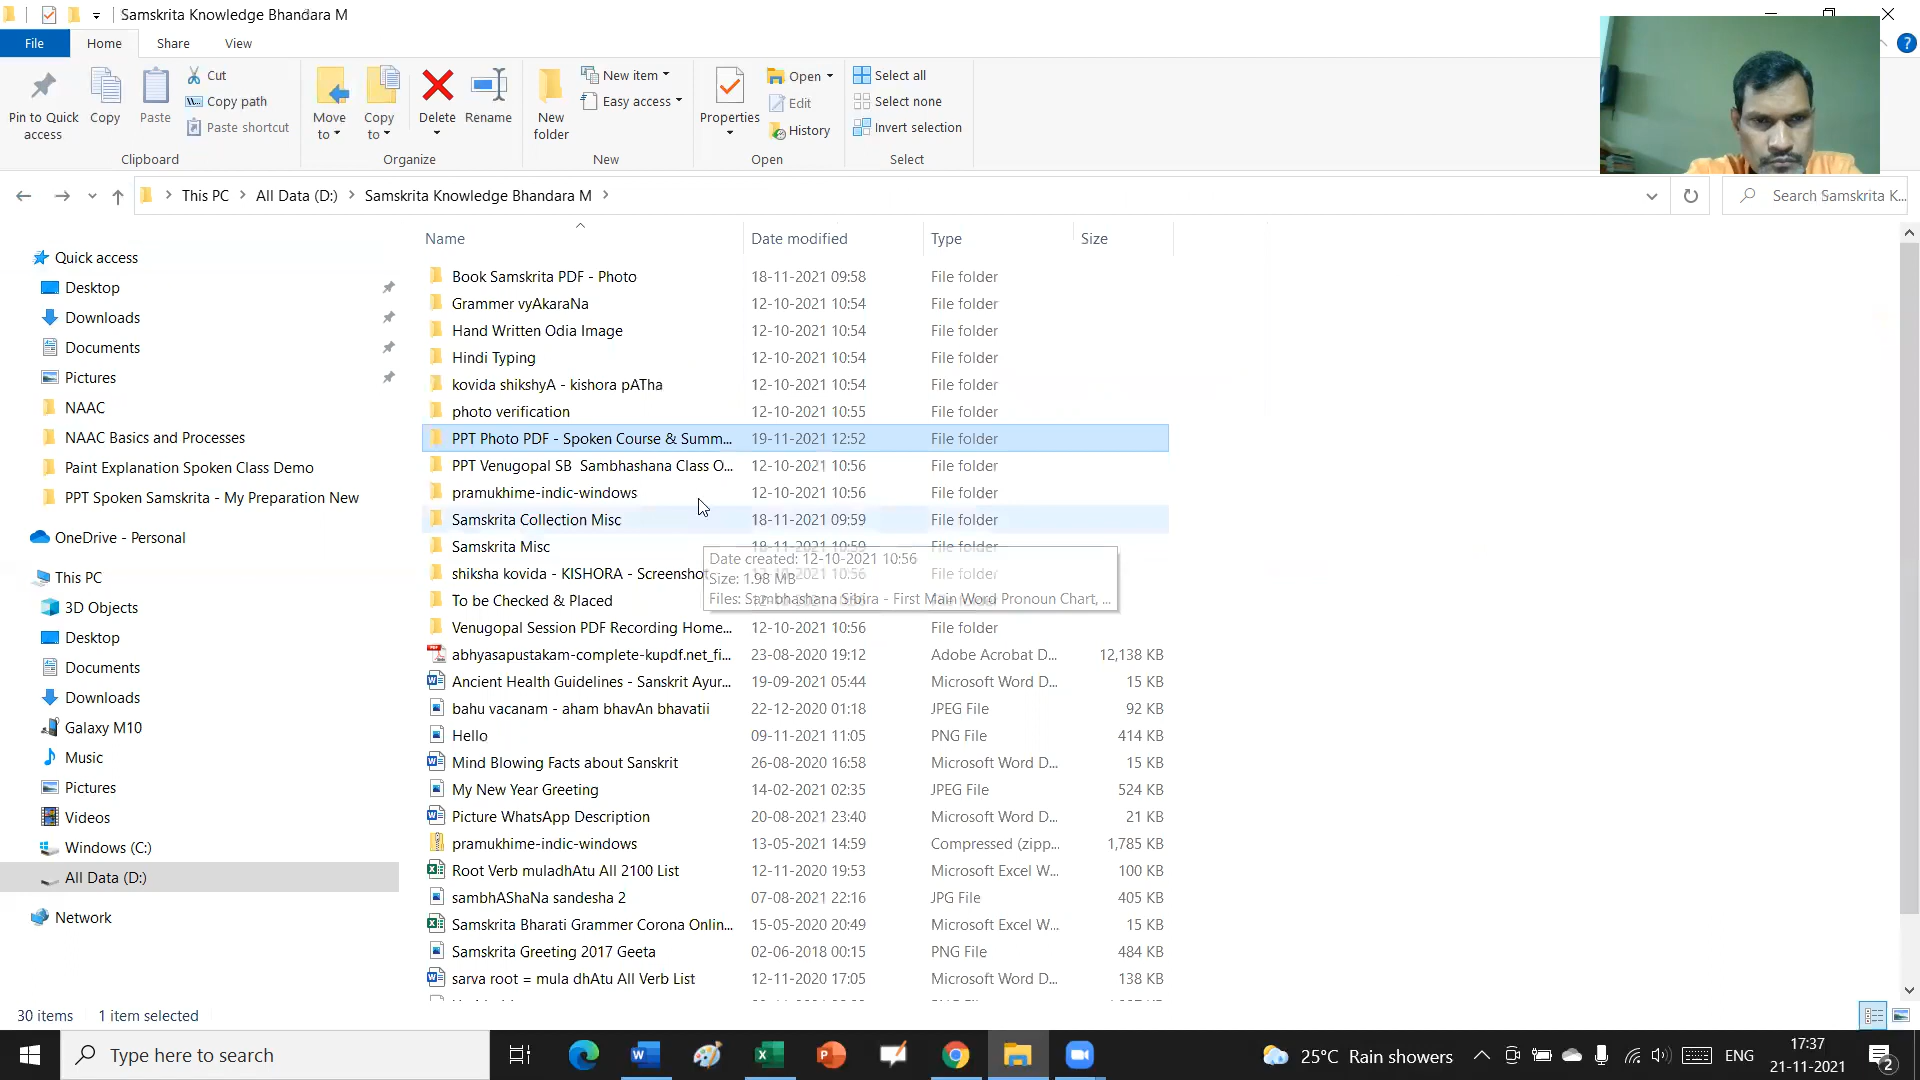 Samskrita Knowledge Bhandara M
File Home Share View
Pin to Quick access
Copy
Paste
Cut
Copy path
Paste shortcut
Clipboard
Move to
Copy to
Delete
Rename
Organize
New folder
New item
Easy access
New
Properties
Open
Edit
History
Open
Select all
Select none
Invert selection
Select
This PC All Data (D:) Samskrita Knowledge Bhandara M
Search Samskrita K...
Quick access
Desktop
Downloads
Documents
Pictures
NAAC
NAAC Basics and Processes
Paint Explanation Spoken Class Demo
PPT Spoken Samskrita - My Preparation New
OneDrive - Personal
This PC
3D Objects
Desktop
Documents
Downloads
Galaxy M10
Music
Pictures
Videos
Windows (C:)
All Data (D:)
Network
Name Date modified Type Size
Book Samskrita PDF - Photo 18-11-2021 09:58 File folder
Grammer vyAkaraNa 12-10-2021 10:54 File folder
Hand Written Odia Image 12-10-2021 10:54 File folder
Hindi Typing 12-10-2021 10:54 File folder
kovida shikshyA - kishora pATha 12-10-2021 10:54 File folder
photo verification 12-10-2021 10:55 File folder
PPT Photo PDF - Spoken Course & Summ... 19-11-2021 12:52 File folder
PPT Venugopal SB Sambhashana Class O... 12-10-2021 10:56 File folder
pramukhime-indic-windows 12-10-2021 10:56 File folder
Samskrita Collection Misc 18-11-2021 09:59 File folder
Samskrita Misc 18-11-2021 10:59 File folder
Date created: 12-10-2021 10:56
shiksha kovida - KISHORA - Screenshot 12-10-2021 10:56 File folder
Size: 1.98 MB
To be Checked & Placed
Files: Sambhashana Sibira - First Main Word Pronoun Chart, ...
Venugopal Session PDF Recording Home... 12-10-2021 10:56 File folder
abhyasapustakam-complete-kupdf.net_fi... 23-08-2020 19:12 Adobe Acrobat D... 12,138 KB
Ancient Health Guidelines - Sanskrit Ayur... 19-09-2021 05:44 Microsoft Word D... 15 KB
bahu vacanam - aham bhavAn bhavatii 22-12-2020 01:18 JPEG File 92 KB
Hello 09-11-2021 11:05 PNG File 414 KB
Mind Blowing Facts about Sanskrit 26-08-2020 16:58 Microsoft Word D... 15 KB
My New Year Greeting 14-02-2021 02:35 JPEG File 524 KB
Picture WhatsApp Description 20-08-2021 23:40 Microsoft Word D... 21 KB
pramukhime-indic-windows 13-05-2021 14:59 Compressed (zipp... 1,785 KB
Root Verb muladhAtu All 2100 List 12-11-2020 19:53 Microsoft Excel W... 100 KB
sambhAShaNa sandesha 2 07-08-2021 22:16 JPG File 405 KB
Samskrita Bharati Grammer Corona Onlin... 15-05-2020 20:49 Microsoft Excel W... 15 KB
Samskrita Greeting 2017 Geeta 02-06-2018 00:15 PNG File 484 KB
sarva root = mula dhAtu All Verb List 12-11-2020 17:05 Microsoft Word D... 138 KB
30 items 1 item selected
Type here to search
25°C Rain showers
ENG
17:37
21-11-2021
2